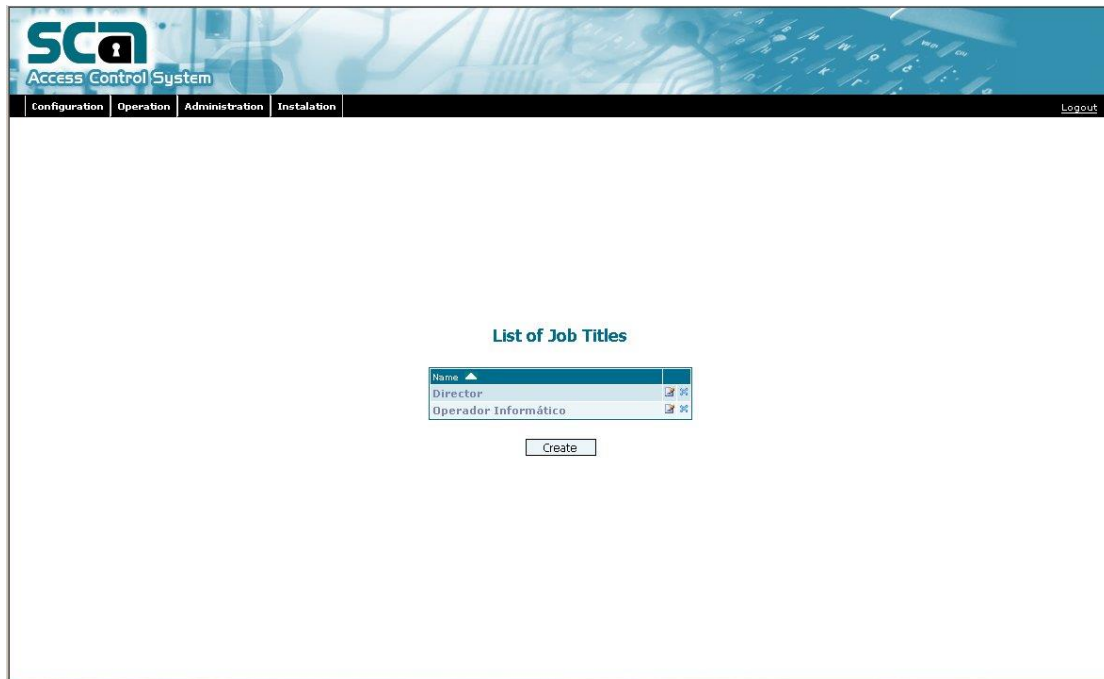 SCA
Access Control System
Configuration Operation Administration Instalation Logout
List of Job Titles
Name
Director
Operador Informático
Create